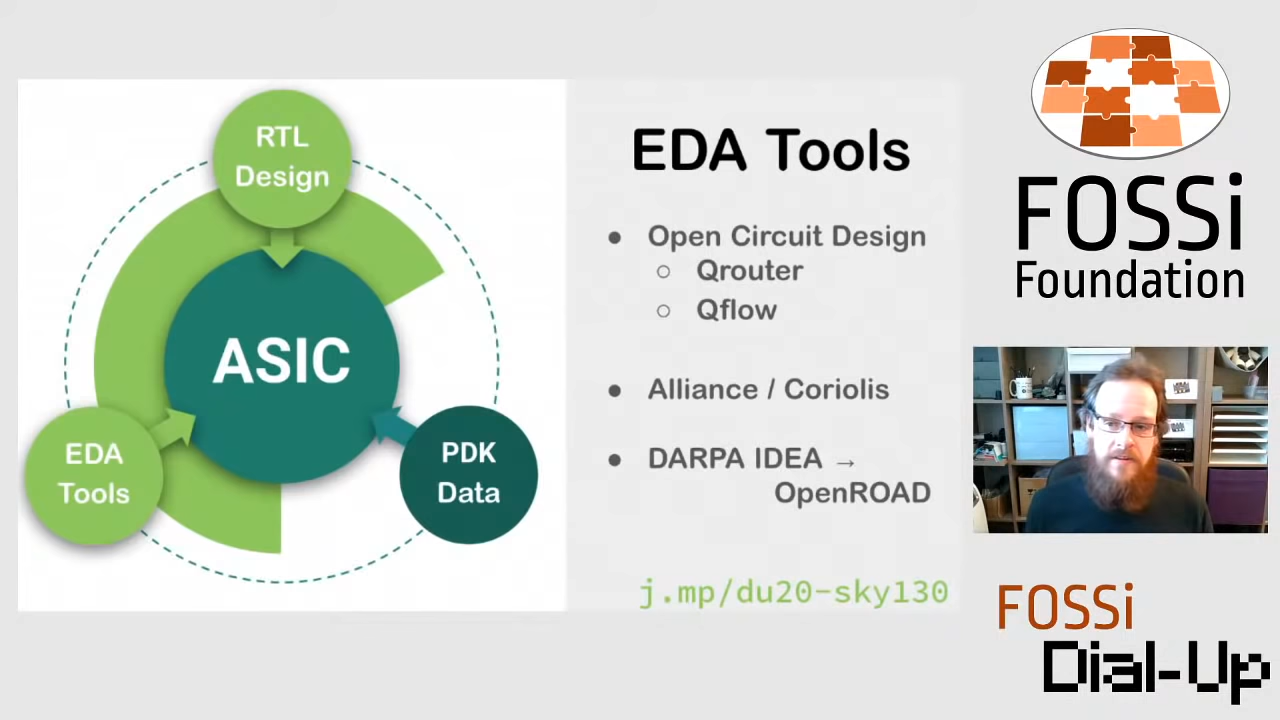 RTL
Design
ASIC
EDA
Tools
PDK
Data
EDA Tools
Open Circuit Design
Qrouter
Qflow
Alliance / Coriolis
DARPA IDEA →
OpenROAD
j.mp/du20-sky130
FOSSi
Foundation
FOSSi
Dial-Up